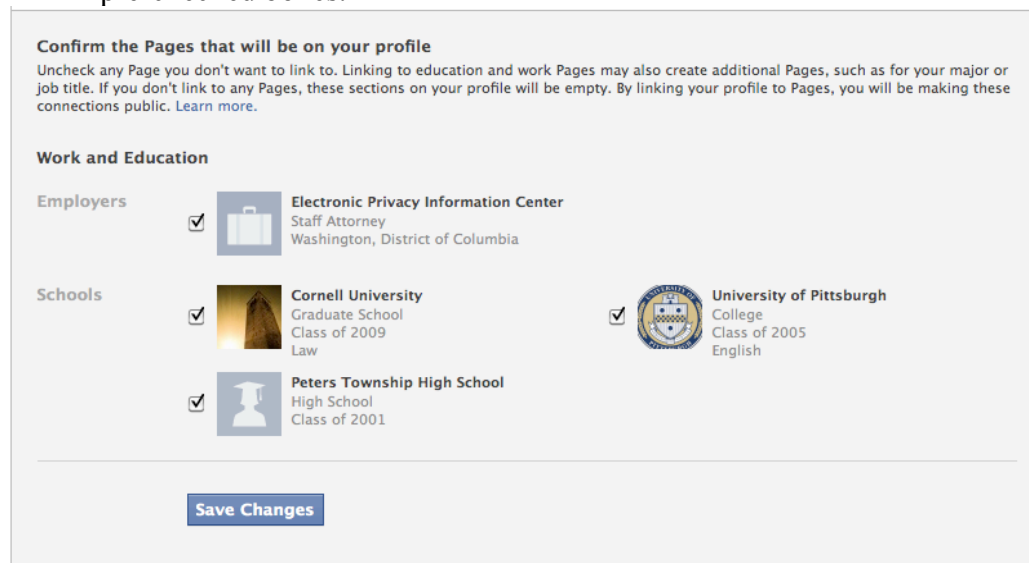 Confirm the Pages that will be on your profile
Uncheck any Page you don't want to link to. Linking to education and work Pages may also create additional Pages, such as for your major or
job title. If you don't link to any Pages, these sections on your profile will be empty. By linking your profile to Pages, you will be making these
connections public. Learn more.
Work and Education
Employers
Electronic Privacy Information Center
Staff Attorney
Washington, District of Columbia
Schools
Cornell University
Graduate School
Class of 2009
Law
University of Pittsburgh
College
Class of 2005
English
Peters Township High School
High School
Class of 2001
Save Changes